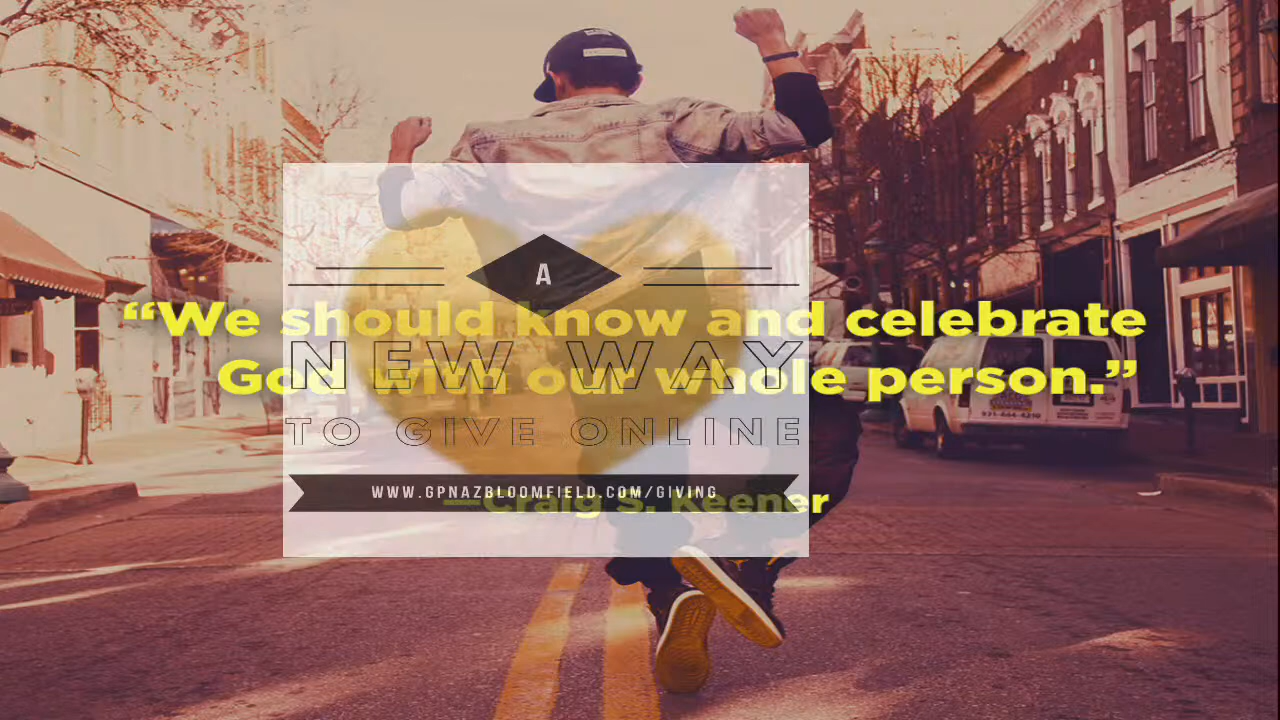 A
“We should know and celebrate
NEW WAY
God with our whole person.”
TO GIVE ONLINE
WWW.GPNAZBLOOMFIELD.COM/GIVING
—Craig S. Keener